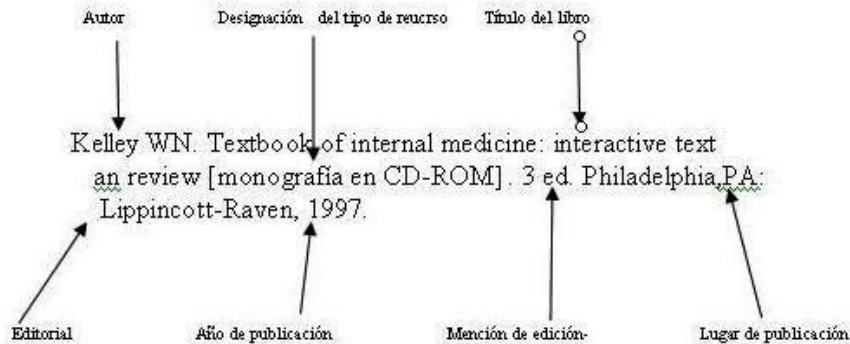 Autor Designación del tipo de reucrso Título del libro
Kelley WN. Textbook of internal medicine: interactive text
an review [monografía en CD-ROM]. 3 ed. Philadelphia,PA:
Lippincott-Raven, 1997.
Editorial Año de publicación Mención de edición- Lugar de publicación